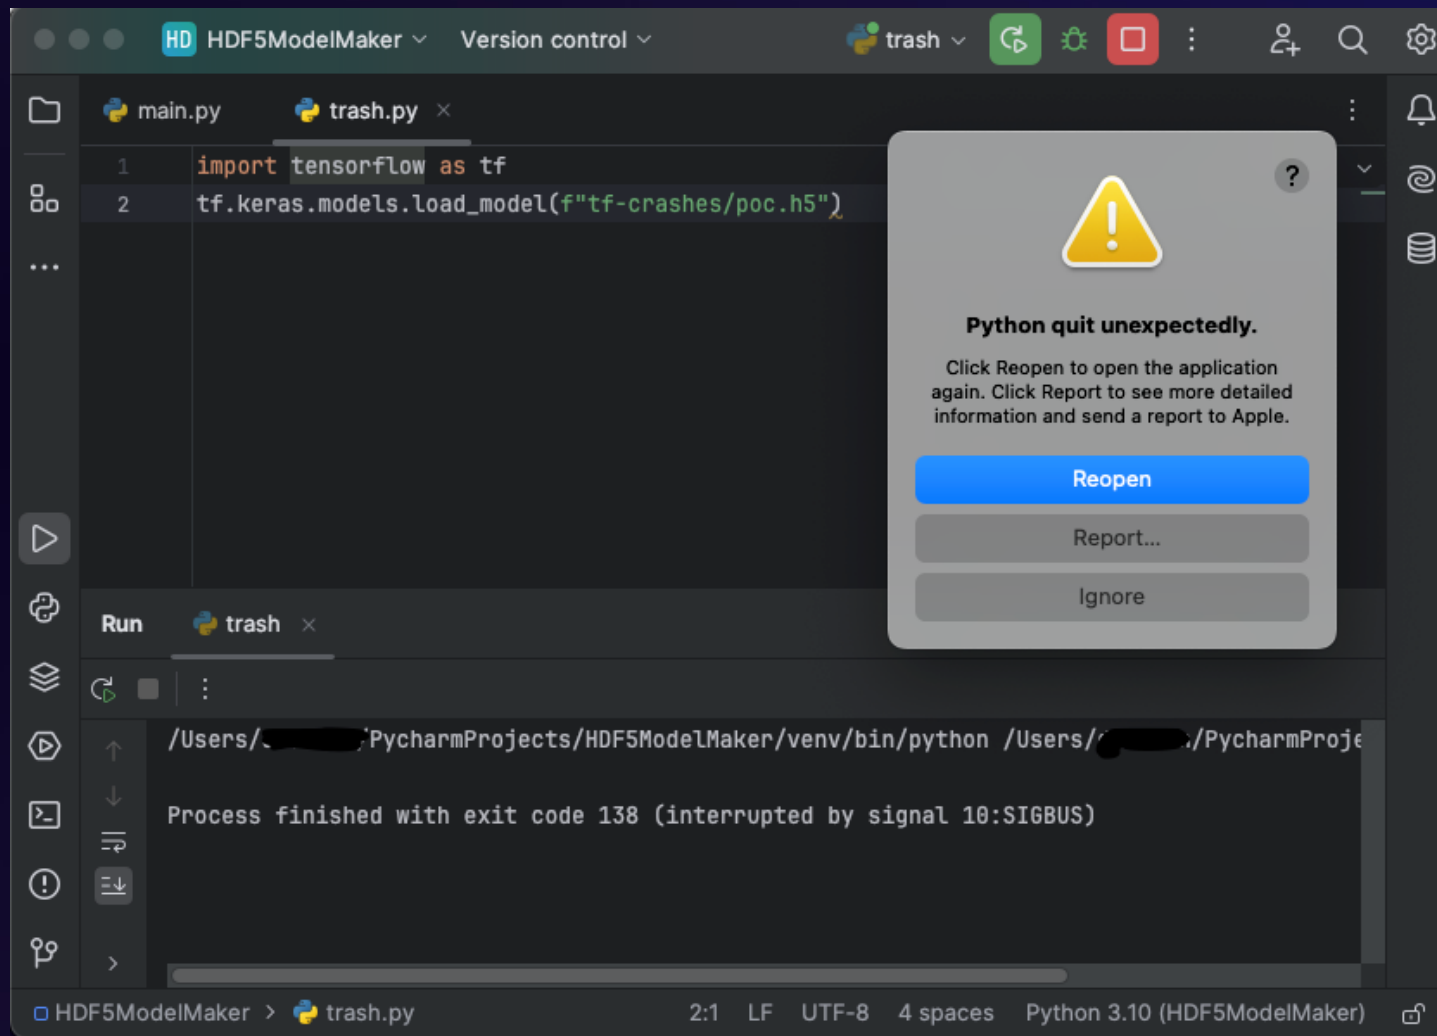 HD HDF5ModelMaker Version control trash
main.py trash.py
1 import tensorflow as tf
2 tf.keras.models.load_model(f"tf-crashes/poc.h5")
?
Python quit unexpectedly.
Click Reopen to open the application
again. Click Report to see more detailed
information and send a report to Apple.
Reopen
Report...
Ignore
Run trash
/Users/ /PycharmProjects/HDF5ModelMaker/venv/bin/python /Users/ /PycharmProje
Process finished with exit code 138 (interrupted by signal 10:SIGBUS)
HDF5ModelMaker > trash.py 2:1 LF UTF-8 4 spaces Python 3.10 (HDF5ModelMaker)